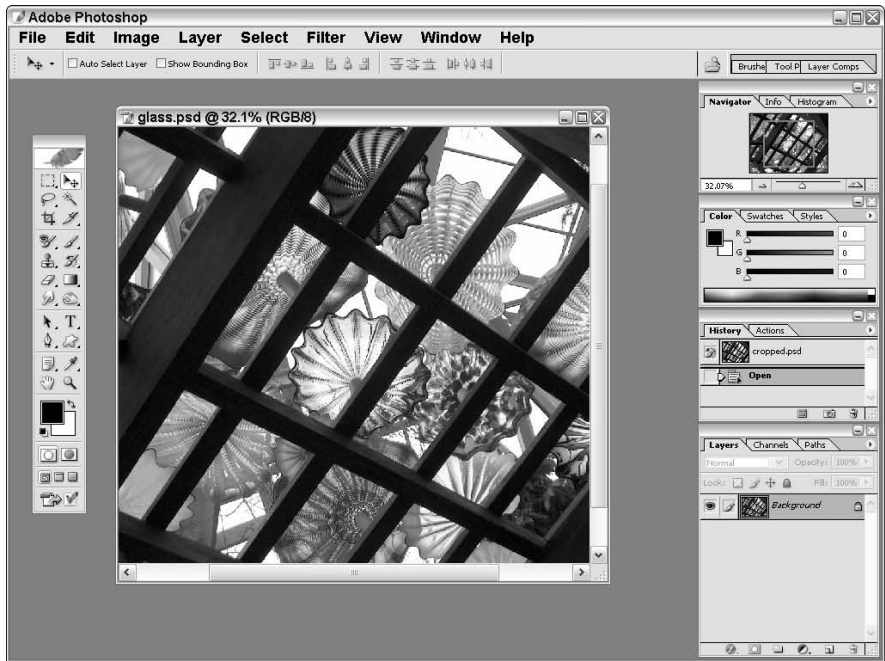 Adobe Photoshop
File Edit Image Layer Select Filter View Window Help
Auto Select Layer Show Bounding Box Brushe Tool P Layer Comps
glass.psd @ 32.1% (RGB/8)
Navigator Info Histogram
32.07%
Color Swatches Styles
R 0
G 0
B 0
History Actions
cropped.psd
Open
Layers Channels Paths
Normal Opacity: 100%
Lock: Fill: 100%
Background
T